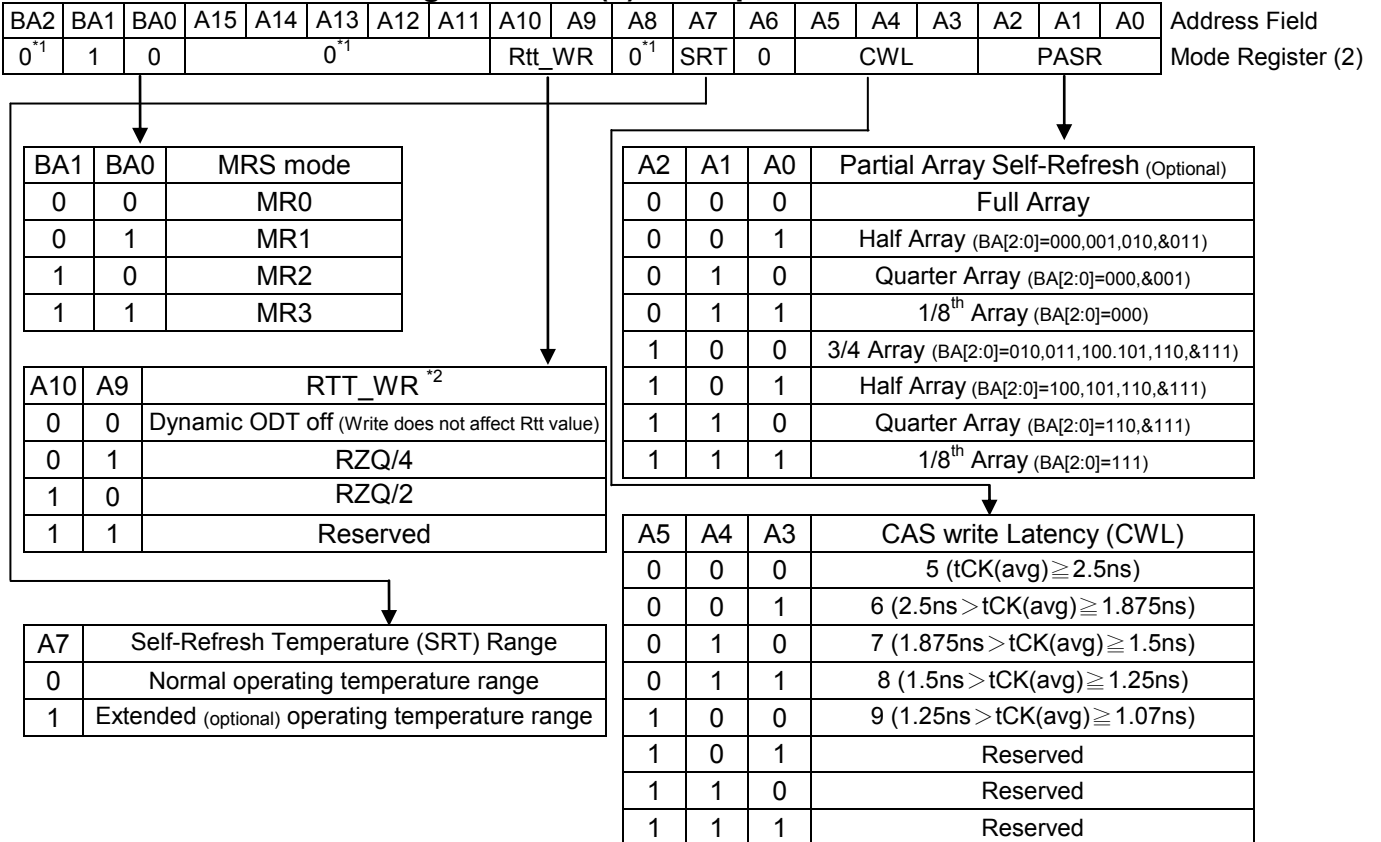 BA2 BA1 BA0 A15 A14 A13 A12 A11 A10 A9 A8 A7 A6 A5 A4 A3 A2 A1 A0 Address Field
0*1 1 0 0*1 Rtt_WR 0*1 SRT 0 CWL PASR Mode Register (2)
BA1 BA0 MRS mode
0 0 MR0
0 1 MR1
1 0 MR2
1 1 MR3
A10 A9 RTT_WR *2
0 0 Dynamic ODT off (Write does not affect Rtt value)
0 1 RZQ/4
1 0 RZQ/2
1 1 Reserved
A7 Self-Refresh Temperature (SRT) Range
0 Normal operating temperature range
1 Extended (optional) operating temperature range
A2 A1 A0 Partial Array Self-Refresh (Optional)
0 0 0 Full Array
0 0 1 Half Array (BA[2:0]=000,001,010,&011)
0 1 0 Quarter Array (BA[2:0]=000,&001)
0 1 1 1/8th Array (BA[2:0]=000)
1 0 0 3/4 Array (BA[2:0]=010,011,100.101,110,&111)
1 0 1 Half Array (BA[2:0]=100,101,110,&111)
1 1 0 Quarter Array (BA[2:0]=110,&111)
1 1 1 1/8th Array (BA[2:0]=111)
A5 A4 A3 CAS write Latency (CWL)
0 0 0 5 (tCK(avg)≧2.5ns)
0 0 1 6 (2.5ns>tCK(avg)≧1.875ns)
0 1 0 7 (1.875ns>tCK(avg)≧1.5ns)
0 1 1 8 (1.5ns>tCK(avg)≧1.25ns)
1 0 0 9 (1.25ns>tCK(avg)≧1.07ns)
1 0 1 Reserved
1 1 0 Reserved
1 1 1 Reserved